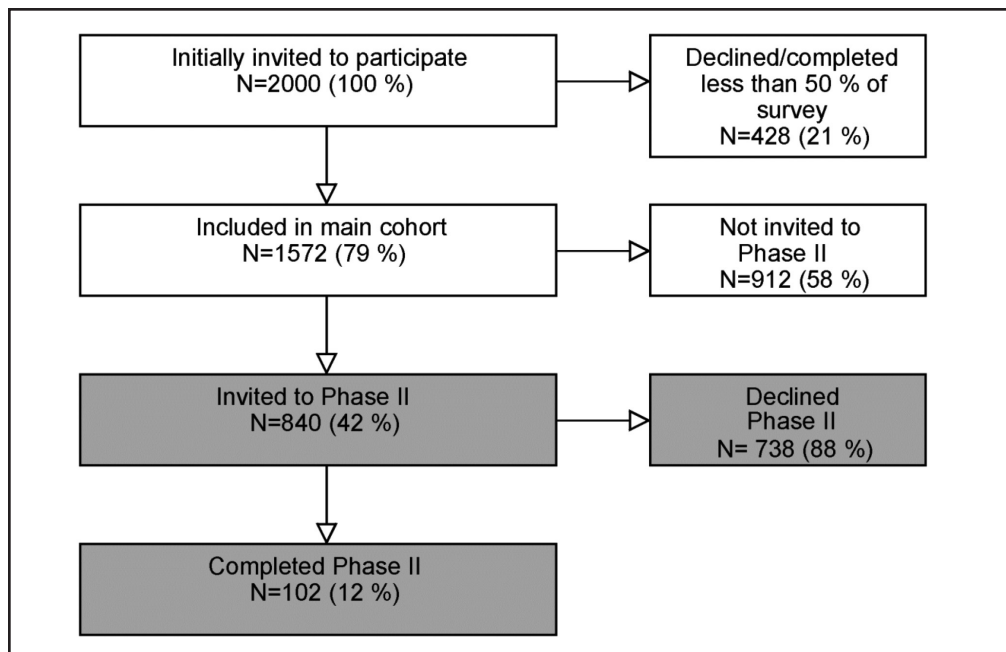 Initially invited to participate
N=2000 (100 %)
Declined/completed
less than 50 % of
survey
N=428 (21 %)
Included in main cohort
N=1572 (79 %)
Not invited to
Phase II
N=912 (58 %)
Invited to Phase II
N=840 (42 %)
Declined
Phase II
N= 738 (88 %)
Completed Phase II
N=102 (12 %)